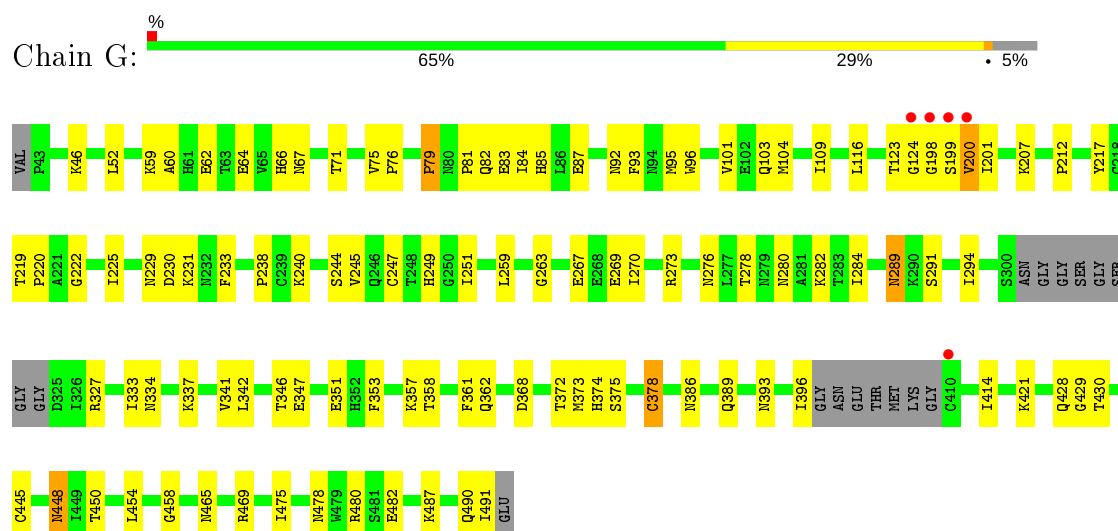 %
Chain G:
65% 29% • 5%
VAL P43 K46 L52 K59 A60 H61 E62 T63 E64 V65 H66 N67 T71 V75 P76 P79 N80 P81 Q82 E83 I84 H85 L86 E87 N92 F93 N94 M95 W96 V101 E102 Q103 M104 I109 L116 T123 G124 G198 S199 V200 I201 K207 P212 Y217 C218
T219 P220 A221 G222 I225 N229 D230 K231 N232 F233 P238 C239 K240 S244 V245 Q246 C247 T248 H249 G250 I251 L259 G263 E267 E268 E269 I270 R273 N276 L277 T278 N279 N280 A281 K282 T283 I284 N289 K290 S291 I294 S300 ASN GLY GLY SER GLY SER
GLY GLY D325 I326 R327 I333 N334 K337 V341 L342 T346 E347 E351 H352 F353 K357 T358 F361 Q362 D368 T372 M373 H374 S375 C378 N386 Q389 N393 I396 GLY ASN GLU THR MET LYS GLY C410 I414 K421 Q428 G429 T430
C445 N448 I449 T450 L454 G458 N465 R469 I475 N478 W479 R480 S481 E482 K487 Q490 I491 GLU